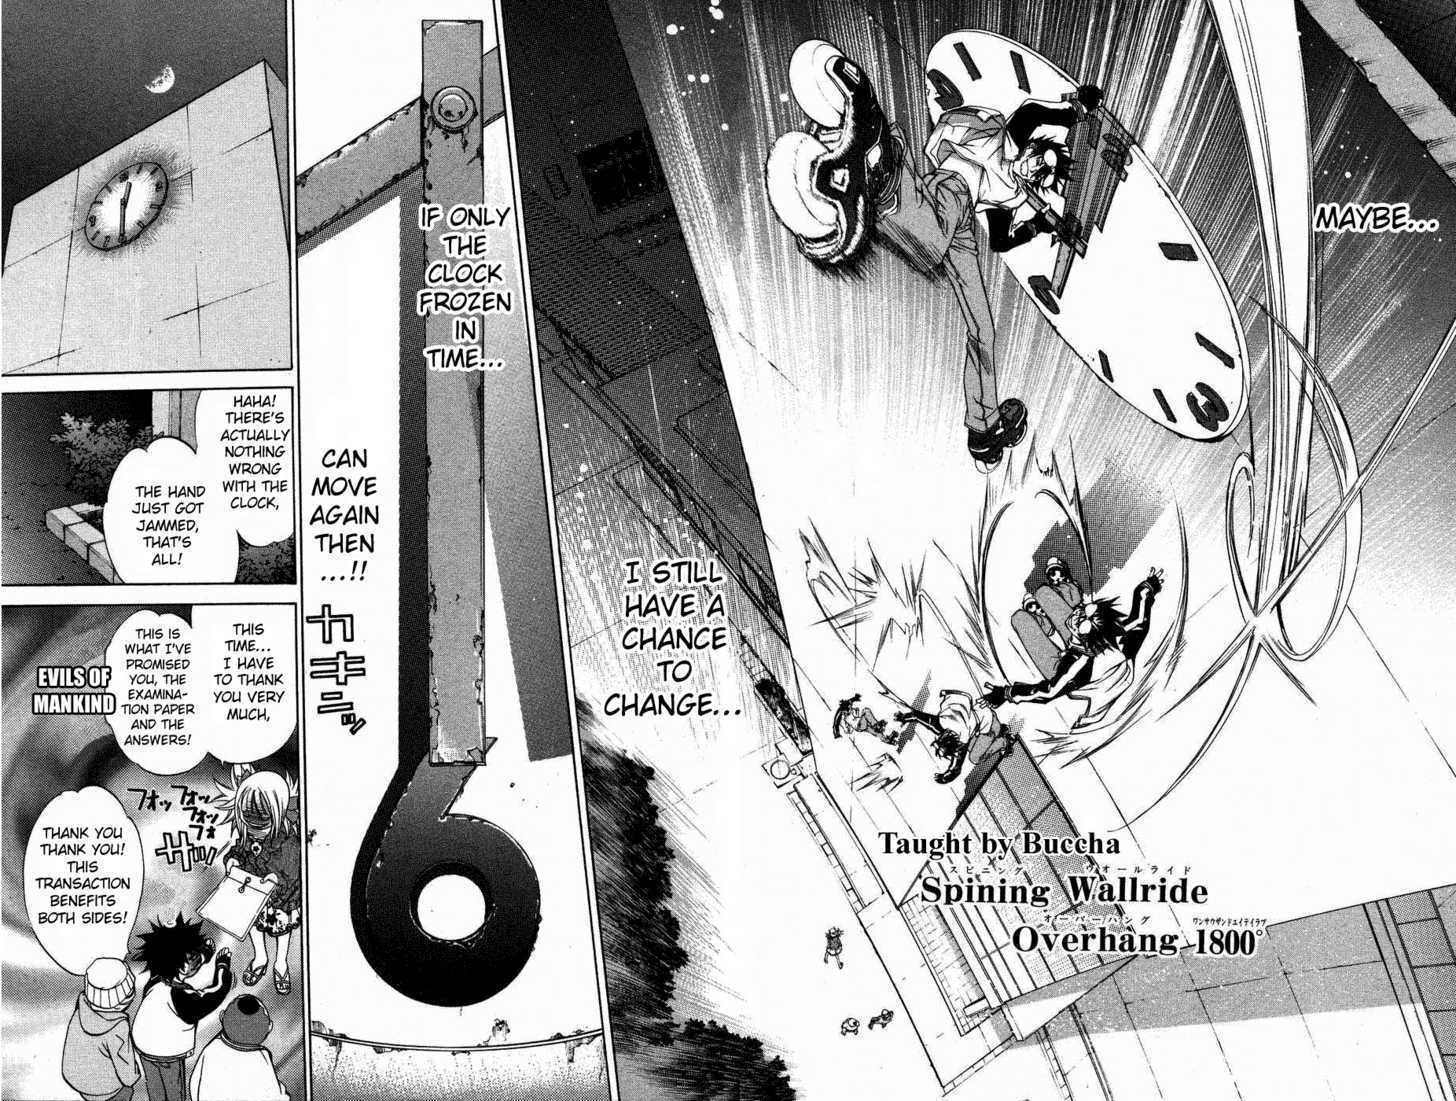 MAYBE...
I STILL
HAVE A
CHANCE
TO
CHANGE...
Taught by Buccha
スピニング ウオールライド
Spining Wallride
オーバーハング ワンサウザンドエイテイラブ
Overhang 1800°
IF ONLY
THE
CLOCK
FROZEN
IN
TIME...
CAN
MOVE
AGAIN
THEN
...!!
カキニッ
HAHA!
THERE'S
ACTUALLY
NOTHING
WRONG
WITH THE
CLOCK,
THE HAND
JUST GOT
JAMMED,
THAT'S
ALL!
THIS
TIME...
I HAVE
TO THANK
YOU VERY
MUCH,
THIS IS
WHAT I'VE
PROMISED
YOU, THE
EXAMINA-
TION PAPER
AND THE
ANSWERS!
EVILS OF
MANKIND
フォッ フォッ
フォッ
フォ
サッ
THANK YOU
THANK YOU!
THIS
TRANSACTION
BENEFITS
BOTH SIDES!